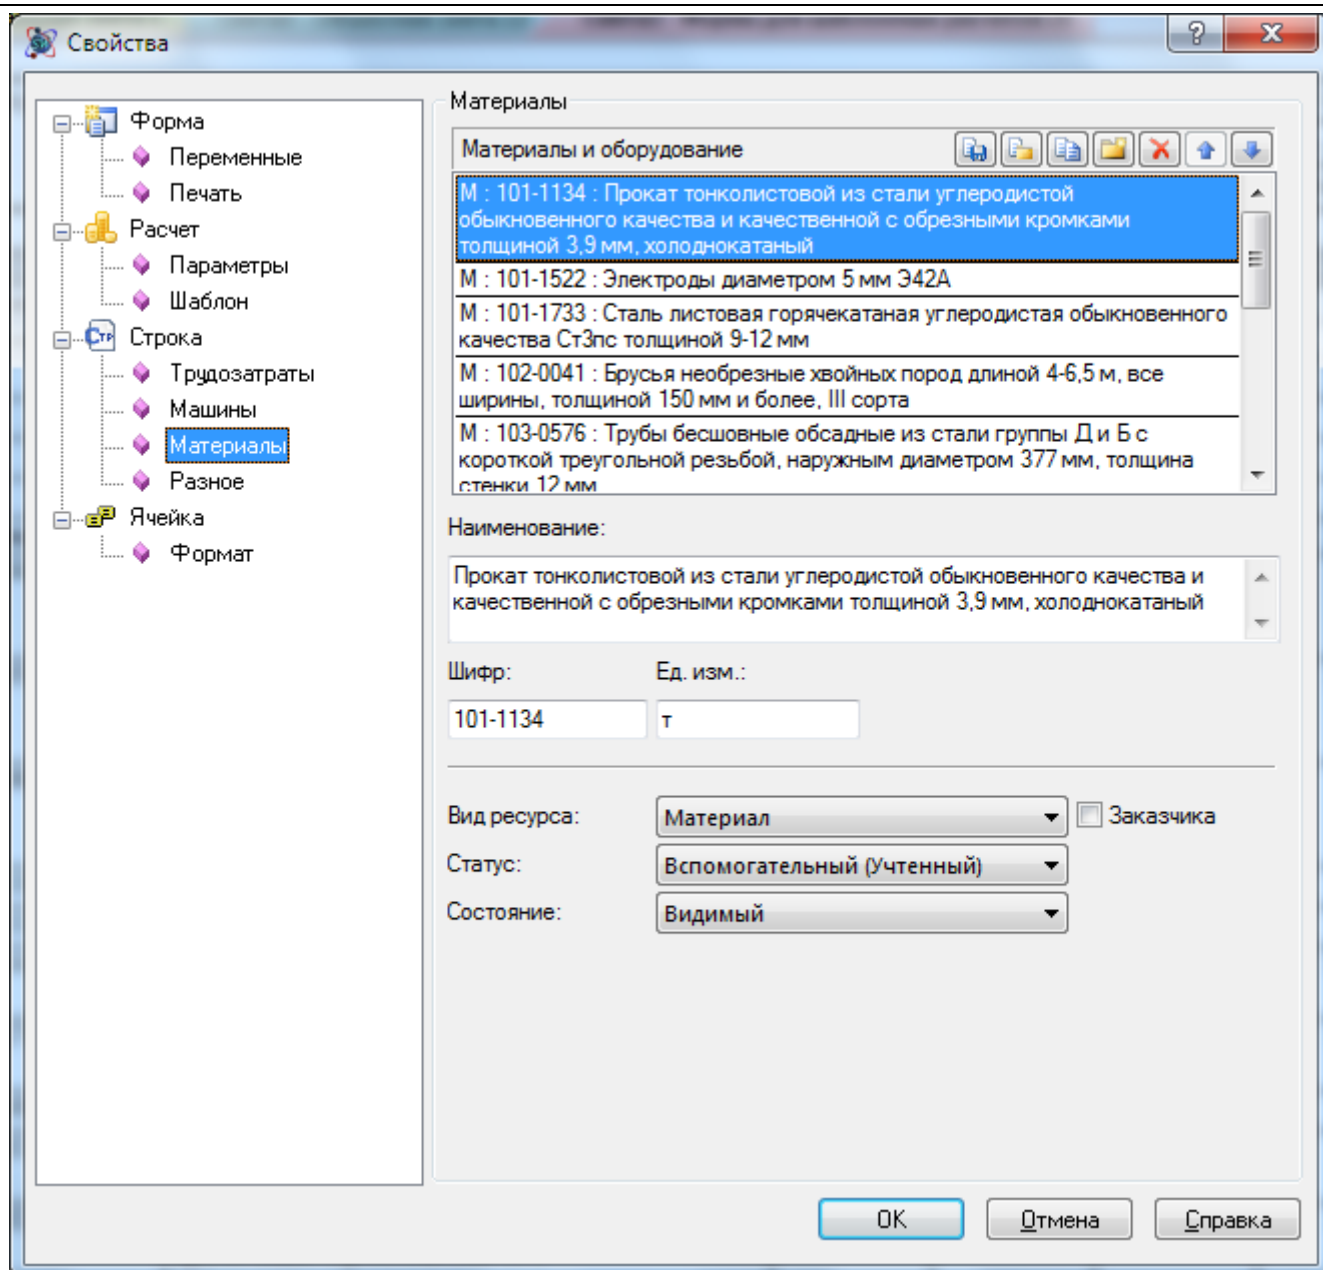 Свойства
Форма
Переменные
Печать
Расчет
Параметры
Шаблон
Стр
Строка
Трудозатраты
Машины
Материалы
Разное
Ячейка
Формат
Материалы
Материалы и оборудование
М : 101-1134 : Прокат тонколистовой из стали углеродистой
обыкновенного качества и качественной с обрезными кромками
толщиной 3,9 мм, холоднокатаный
М : 101-1522 : Электроды диаметром 5 мм Э42А
М : 101-1733 : Сталь листовая горячекатаная углеродистая обыкновенного
качества Ст3пс толщиной 9-12 мм
М : 102-0041 : Брусья необрезные хвойных пород длиной 4-6,5 м, все
ширины, толщиной 150 мм и более, III сорта
М : 103-0576 : Трубы бесшовные обсадные из стали группы Д и Б с
короткой треугольной резьбой, наружным диаметром 377 мм, толщина
стенки 12 мм
Наименование:
Прокат тонколистовой из стали углеродистой обыкновенного качества и
качественной с обрезными кромками толщиной 3,9 мм, холоднокатаный
Шифр: Ед. изм.:
101-1134 т
Вид ресурса: Материал Заказчика
Статус: Вспомогательный (Учтенный)
Состояние: Видимый
ОК Отмена Справка